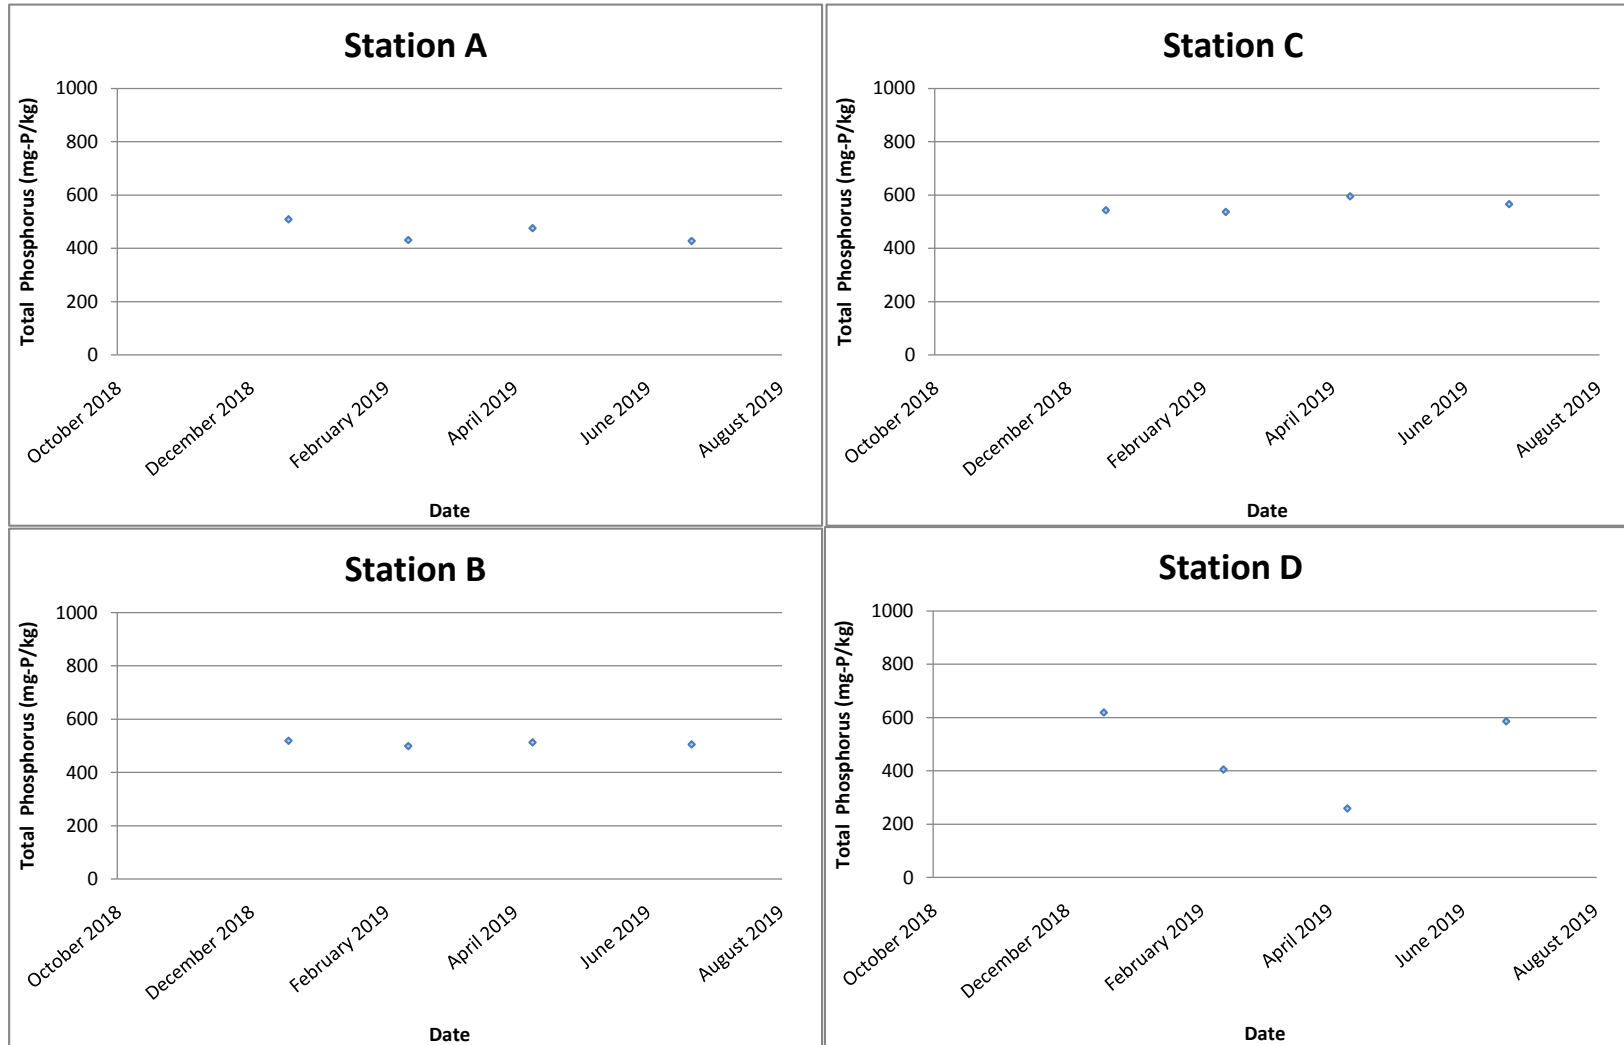 Station A
Total Phosphorus (mg-P/kg)
1000
800
600
400
200
0
October 2018
December 2018
February 2019
April 2019
June 2019
August 2019
Date
Station C
Total Phosphorus (mg-P/kg)
1000
800
600
400
200
0
October 2018
December 2018
February 2019
April 2019
June 2019
August 2019
Date
Station B
Total Phosphorus (mg-P/kg)
1000
800
600
400
200
0
October 2018
December 2018
February 2019
April 2019
June 2019
August 2019
Date
Station D
Total Phosphorus (mg-P/kg)
1000
800
600
400
200
0
October 2018
December 2018
February 2019
April 2019
June 2019
August 2019
Date